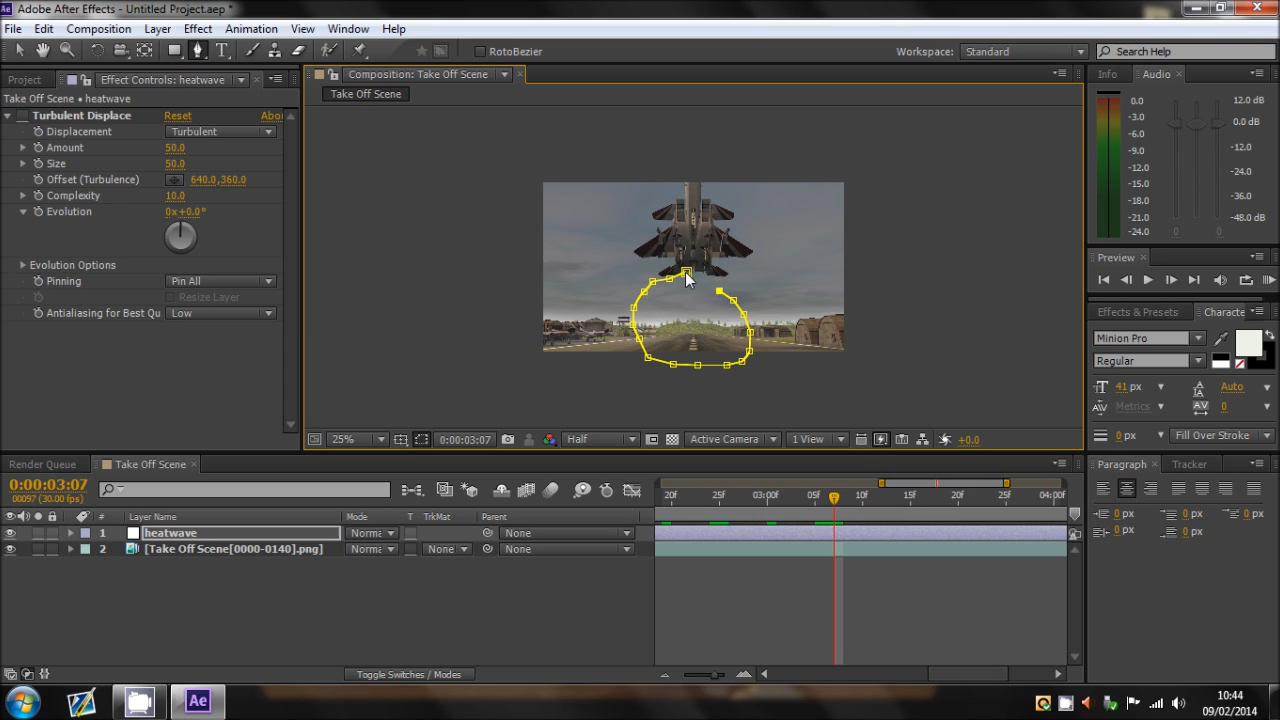 Adobe After Effects - Untitled Project.aep *
File Edit Composition Layer Effect Animation View Window Help
RotoBezier
Workspace: Standard
Search Help
Project
Effect Controls: heatwave
Composition: Take Off Scene
Info
Audio
Take Off Scene • heatwave
Take Off Scene
Turbulent Displace Reset Abo
Displacement Turbulent
Amount 50.0
Size 50.0
Offset (Turbulence) 640.0,360.0
Complexity 10.0
Evolution 0x+0.0°
Evolution Options
Pinning Pin All
Resize Layer
Antialiasing for Best Qu Low
0.0 12.0 dB
-3.0
-6.0 0.0 dB
-9.0
-12.0 -12.0
-15.0 -24.0
-18.0
-21.0 -36.0
-24.0 -48.0 dB
0 0
Preview
Effects & Presets Characte
Minion Pro
Regular
41 px Auto
Metrics 0
0 px Fill Over Stroke
25% 0:00:03:07 Half Active Camera 1 View +0.0
Render Queue Take Off Scene
Paragraph Tracker
0:00:03:07
00097 (30.00 fps)
20f 25f 03:00f 05f 10f 15f 20f 25f 04:00f
# Layer Name Mode T TrkMat Parent
1 heatwave Norma None
2 [Take Off Scene[0000-0140].png] Norma None None
0 px 0 px 0 px
0 px 0 px
Toggle Switches / Modes
Ae
10:44
09/02/2014